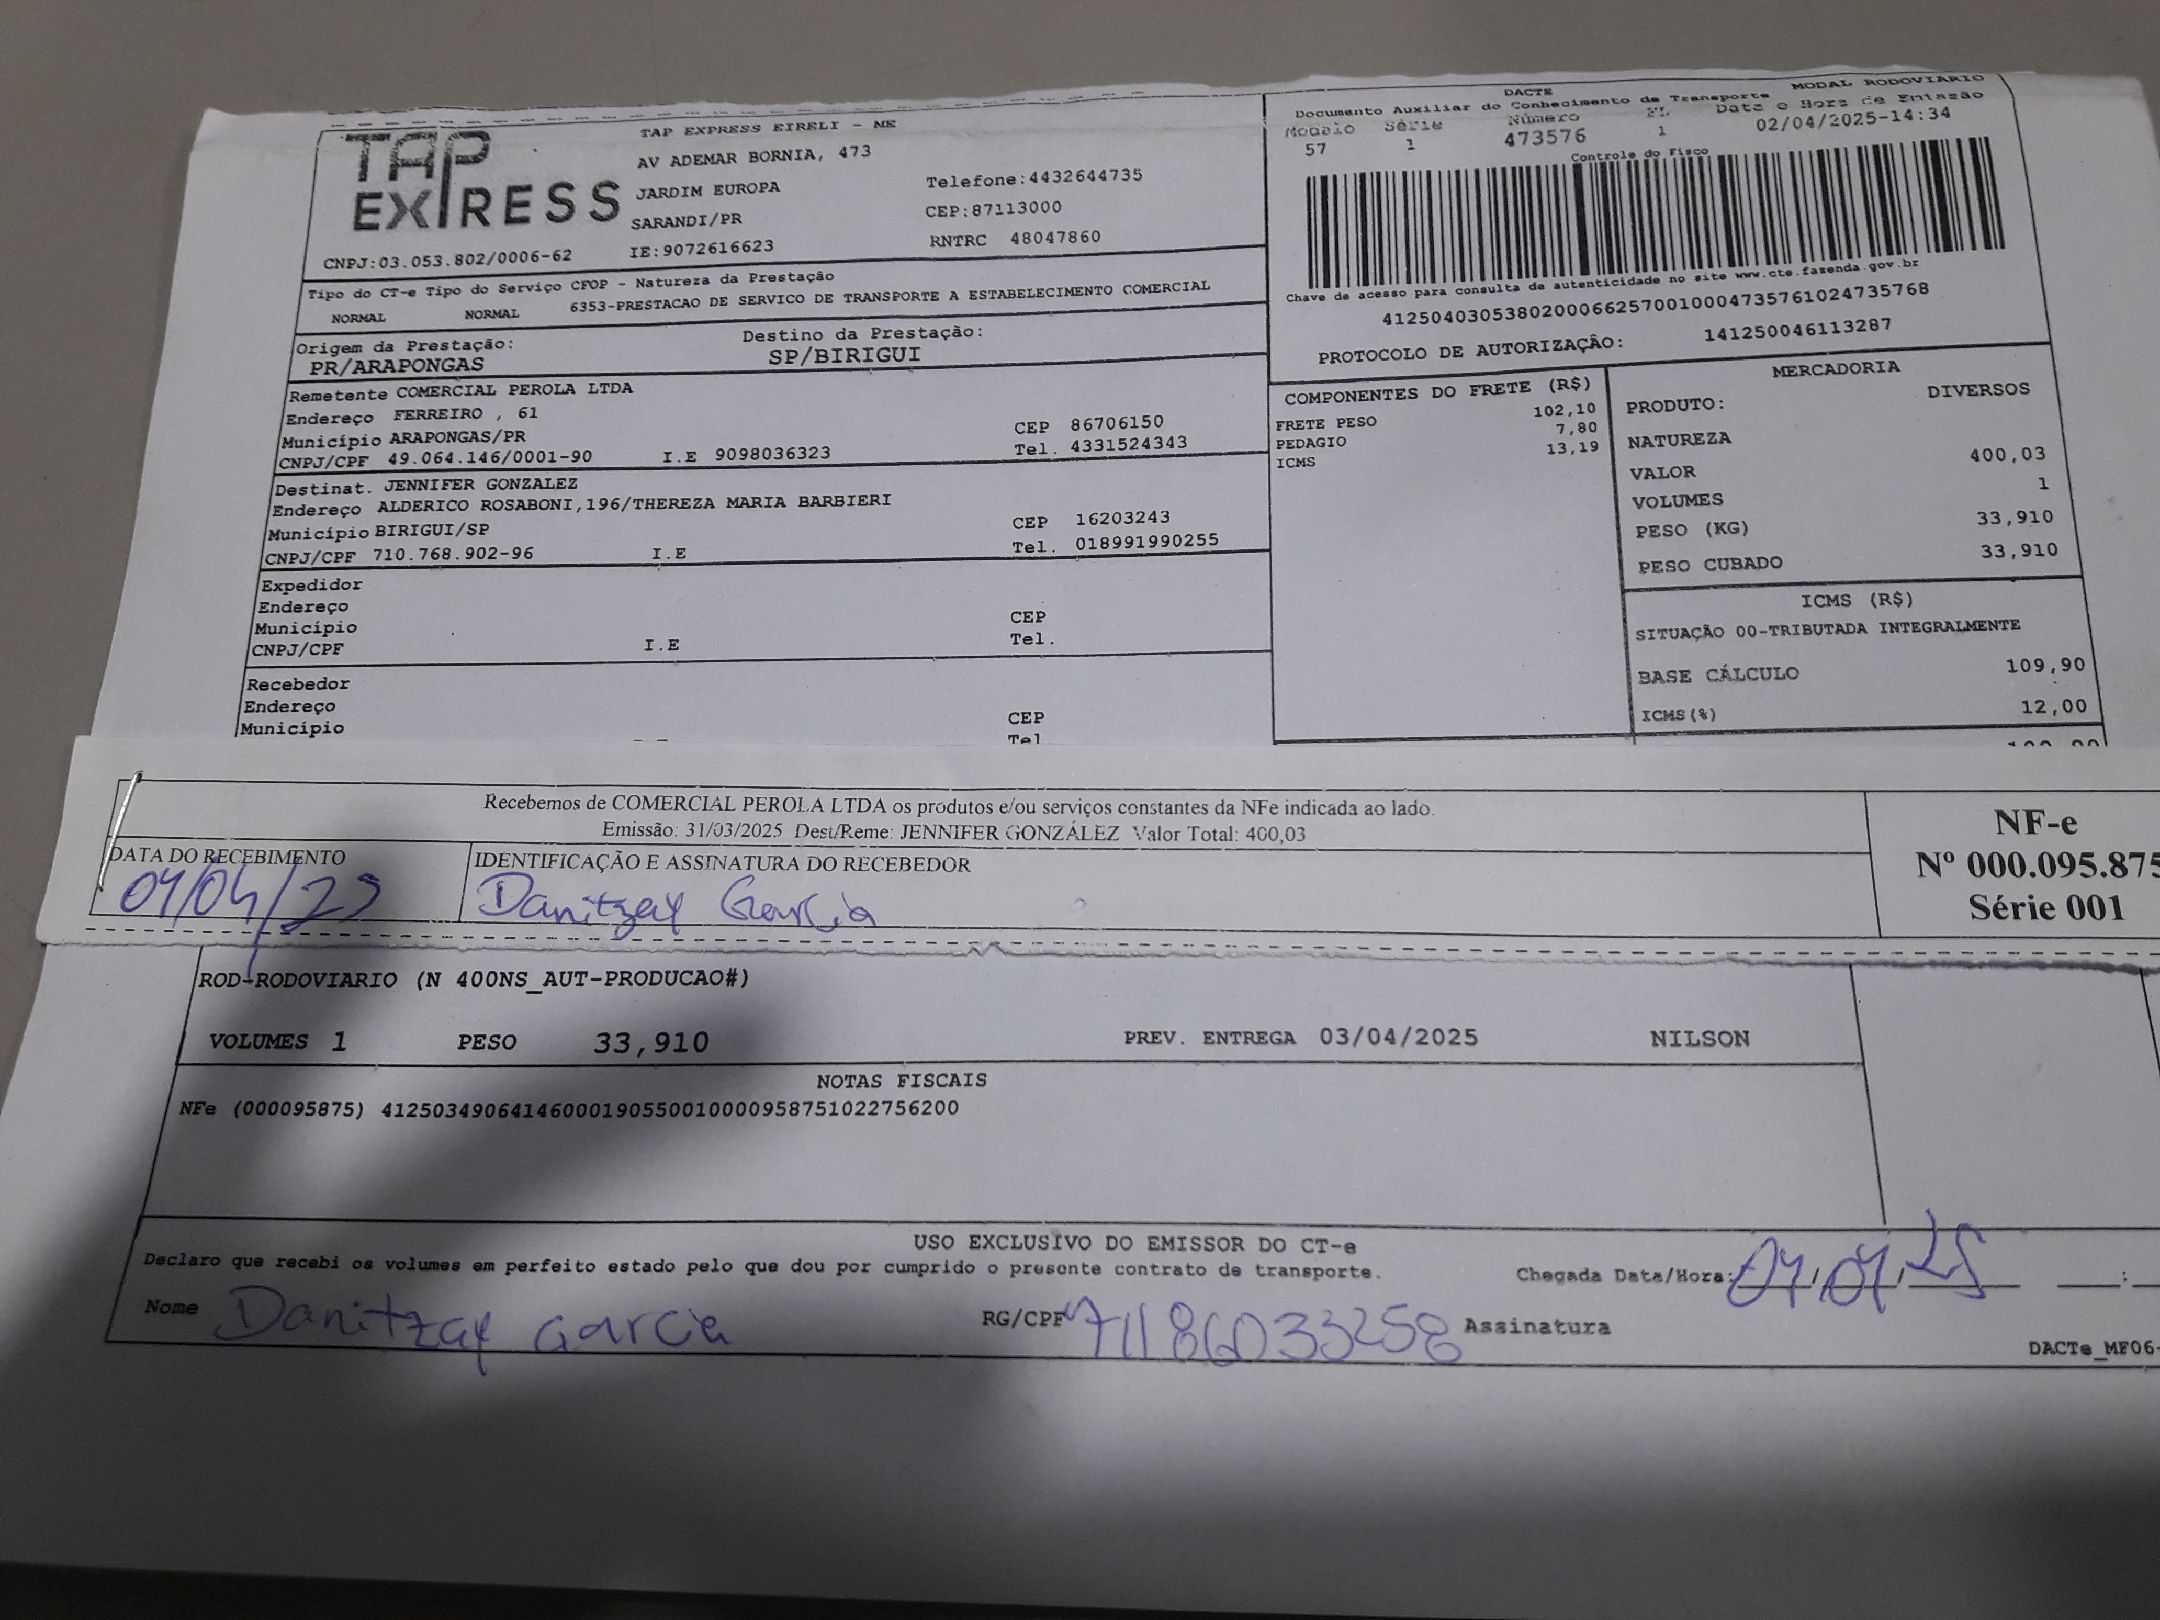 TAP EXPRESS
CNPJ:03.053.802/0006-62
TAP EXPRESS EIRELI - ME
AV ADEMAR BORNIA, 473
JARDIM EUROPA
SARANDI/PR
IE:9072616623
Telefone:4432644735
CEP:87113000
RNTRC 48047860
DACTE MODAL RODOVIÁRIO
Documento Auxiliar do Conhecimento de Transporte
Modelo Série Número FL Data e Hora de Emissão
57 1 473576 1 02/04/2025-14:34
Controle do Fisco
Chave de acesso para consulta de autenticidade no site www.cte.fazenda.gov.br
41250403053802000662570010004735761024735768
PROTOCOLO DE AUTORIZAÇÃO: 141250046113287
Tipo do CT-e Tipo do Serviço CFOP - Natureza da Prestação
NORMAL NORMAL 6353-PRESTACAO DE SERVICO DE TRANSPORTE A ESTABELECIMENTO COMERCIAL
Origem da Prestação: Destino da Prestação:
PR/ARAPONGAS SP/BIRIGUI
Remetente COMERCIAL PEROLA LTDA
Endereço FERREIRO , 61
Município ARAPONGAS/PR CEP 86706150
CNPJ/CPF 49.064.146/0001-90 I.E 9098036323 Tel. 4331524343
Destinat. JENNIFER GONZALEZ
Endereço ALDERICO ROSABONI,196/THEREZA MARIA BARBIERI
Município BIRIGUI/SP CEP 16203243
CNPJ/CPF 710.768.902-96 I.E Tel. 018991990255
Expedidor
Endereço
Município CEP
CNPJ/CPF I.E Tel.
Recebedor
Endereço
Município CEP
Tel
COMPONENTES DO FRETE (R$)
FRETE PESO 102,10
PEDAGIO 7,80
ICMS 13,19
MERCADORIA
PRODUTO: DIVERSOS
NATUREZA
VALOR 400,03
VOLUMES 1
PESO (KG) 33,910
PESO CUBADO 33,910
ICMS (R$)
SITUAÇÃO 00-TRIBUTADA INTEGRALMENTE
BASE CÁLCULO 109,90
ICMS(%) 12,00
Recebemos de COMERCIAL PEROLA LTDA os produtos e/ou serviços constantes da NFe indicada ao lado.
Emissão: 31/03/2025 Dest/Reme: JENNIFER GONZÁLEZ Valor Total: 400,03
DATA DO RECEBIMENTO IDENTIFICAÇÃO E ASSINATURA DO RECEBEDOR
04/04/25 Danitzay Garcia
NF-e
Nº 000.095.875
Série 001
ROD-RODOVIARIO (N 400NS_AUT-PRODUCAO#)
VOLUMES 1 PESO 33,910 PREV. ENTREGA 03/04/2025 NILSON
NOTAS FISCAIS
NFe (000095875) 41250349064146000190550010000958751022756200
USO EXCLUSIVO DO EMISSOR DO CT-e
Declaro que recebi os volumes em perfeito estado pelo que dou por cumprido o presente contrato de transporte.
Chegada Data/Hora: 04/04/25 :
Nome Danitzay Garcia RG/CPF 71186033258 Assinatura
DACTe_MF06-